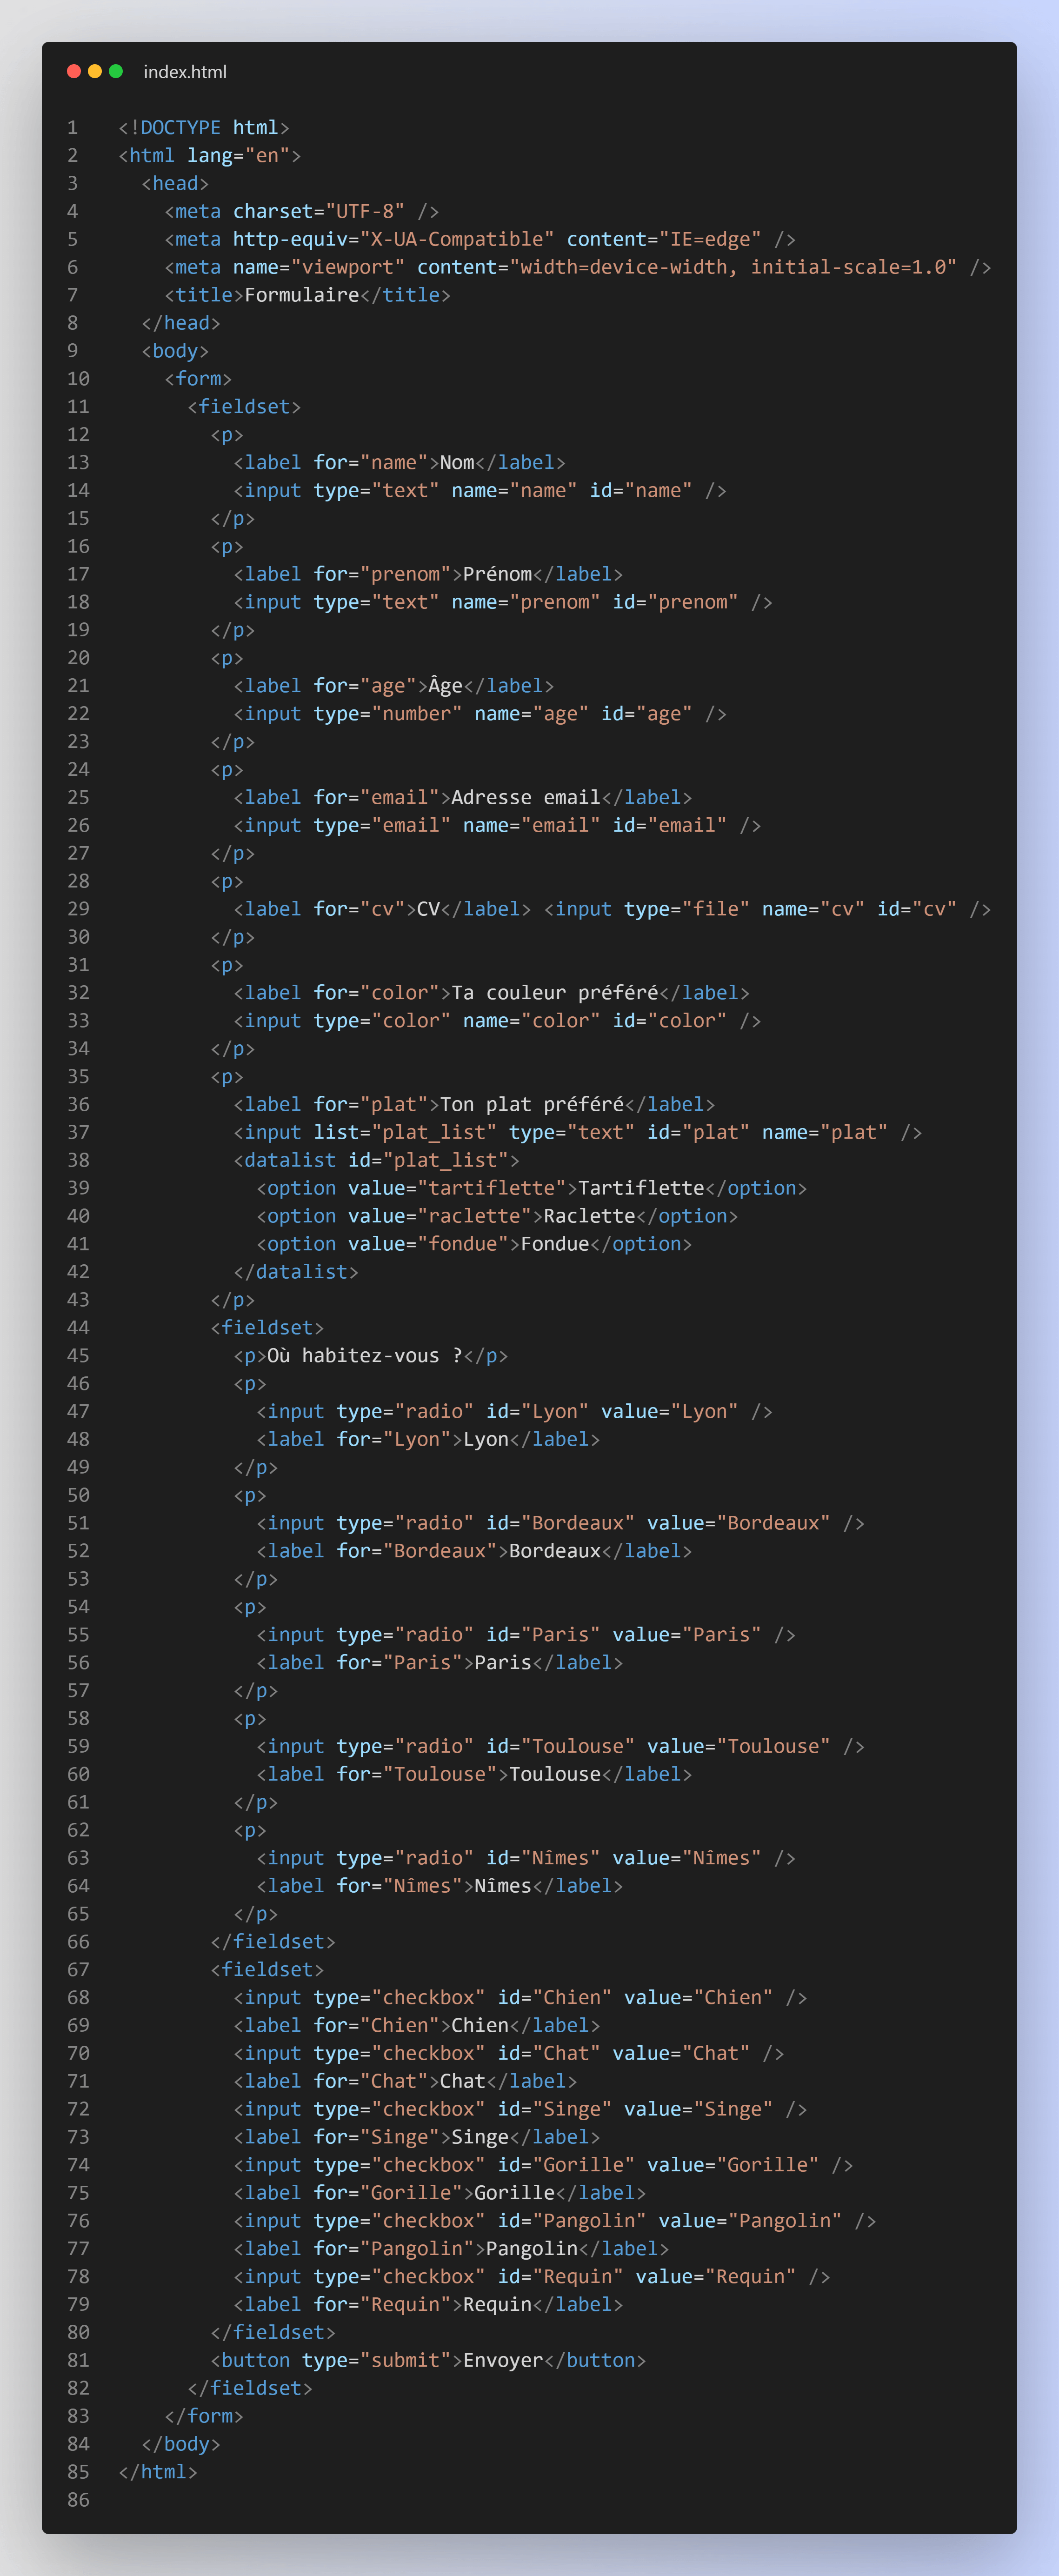 index.html
1 <!DOCTYPE html>
2 <html lang="en">
3 <head>
4 <meta charset="UTF-8" />
5 <meta http-equiv="X-UA-Compatible" content="IE=edge" />
6 <meta name="viewport" content="width=device-width, initial-scale=1.0" />
7 <title>Formulaire</title>
8 </head>
9 <body>
10 <form>
11 <fieldset>
12 <p>
13 <label for="name">Nom</label>
14 <input type="text" name="name" id="name" />
15 </p>
16 <p>
17 <label for="prenom">Prénom</label>
18 <input type="text" name="prenom" id="prenom" />
19 </p>
20 <p>
21 <label for="age">Âge</label>
22 <input type="number" name="age" id="age" />
23 </p>
24 <p>
25 <label for="email">Adresse email</label>
26 <input type="email" name="email" id="email" />
27 </p>
28 <p>
29 <label for="cv">CV</label> <input type="file" name="cv" id="cv" />
30 </p>
31 <p>
32 <label for="color">Ta couleur préféré</label>
33 <input type="color" name="color" id="color" />
34 </p>
35 <p>
36 <label for="plat">Ton plat préféré</label>
37 <input list="plat_list" type="text" id="plat" name="plat" />
38 <datalist id="plat_list">
39 <option value="tartiflette">Tartiflette</option>
40 <option value="raclette">Raclette</option>
41 <option value="fondue">Fondue</option>
42 </datalist>
43 </p>
44 <fieldset>
45 <p>Où habitez-vous ?</p>
46 <p>
47 <input type="radio" id="Lyon" value="Lyon" />
48 <label for="Lyon">Lyon</label>
49 </p>
50 <p>
51 <input type="radio" id="Bordeaux" value="Bordeaux" />
52 <label for="Bordeaux">Bordeaux</label>
53 </p>
54 <p>
55 <input type="radio" id="Paris" value="Paris" />
56 <label for="Paris">Paris</label>
57 </p>
58 <p>
59 <input type="radio" id="Toulouse" value="Toulouse" />
60 <label for="Toulouse">Toulouse</label>
61 </p>
62 <p>
63 <input type="radio" id="Nîmes" value="Nîmes" />
64 <label for="Nîmes">Nîmes</label>
65 </p>
66 </fieldset>
67 <fieldset>
68 <input type="checkbox" id="Chien" value="Chien" />
69 <label for="Chien">Chien</label>
70 <input type="checkbox" id="Chat" value="Chat" />
71 <label for="Chat">Chat</label>
72 <input type="checkbox" id="Singe" value="Singe" />
73 <label for="Singe">Singe</label>
74 <input type="checkbox" id="Gorille" value="Gorille" />
75 <label for="Gorille">Gorille</label>
76 <input type="checkbox" id="Pangolin" value="Pangolin" />
77 <label for="Pangolin">Pangolin</label>
78 <input type="checkbox" id="Requin" value="Requin" />
79 <label for="Requin">Requin</label>
80 </fieldset>
81 <button type="submit">Envoyer</button>
82 </fieldset>
83 </form>
84 </body>
85 </html>
86